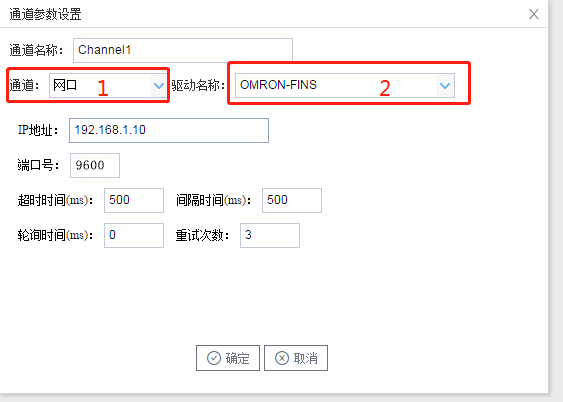 通道参数设置
通道名称： Channel1
通道： 网口 1 驱动名称： OMRON-FINS 2
IP地址： 192.168.1.10
端口号： 9600
超时时间(ms)： 500 间隔时间(ms)： 500
轮询时间(ms)： 0 重试次数： 3
确定 取消